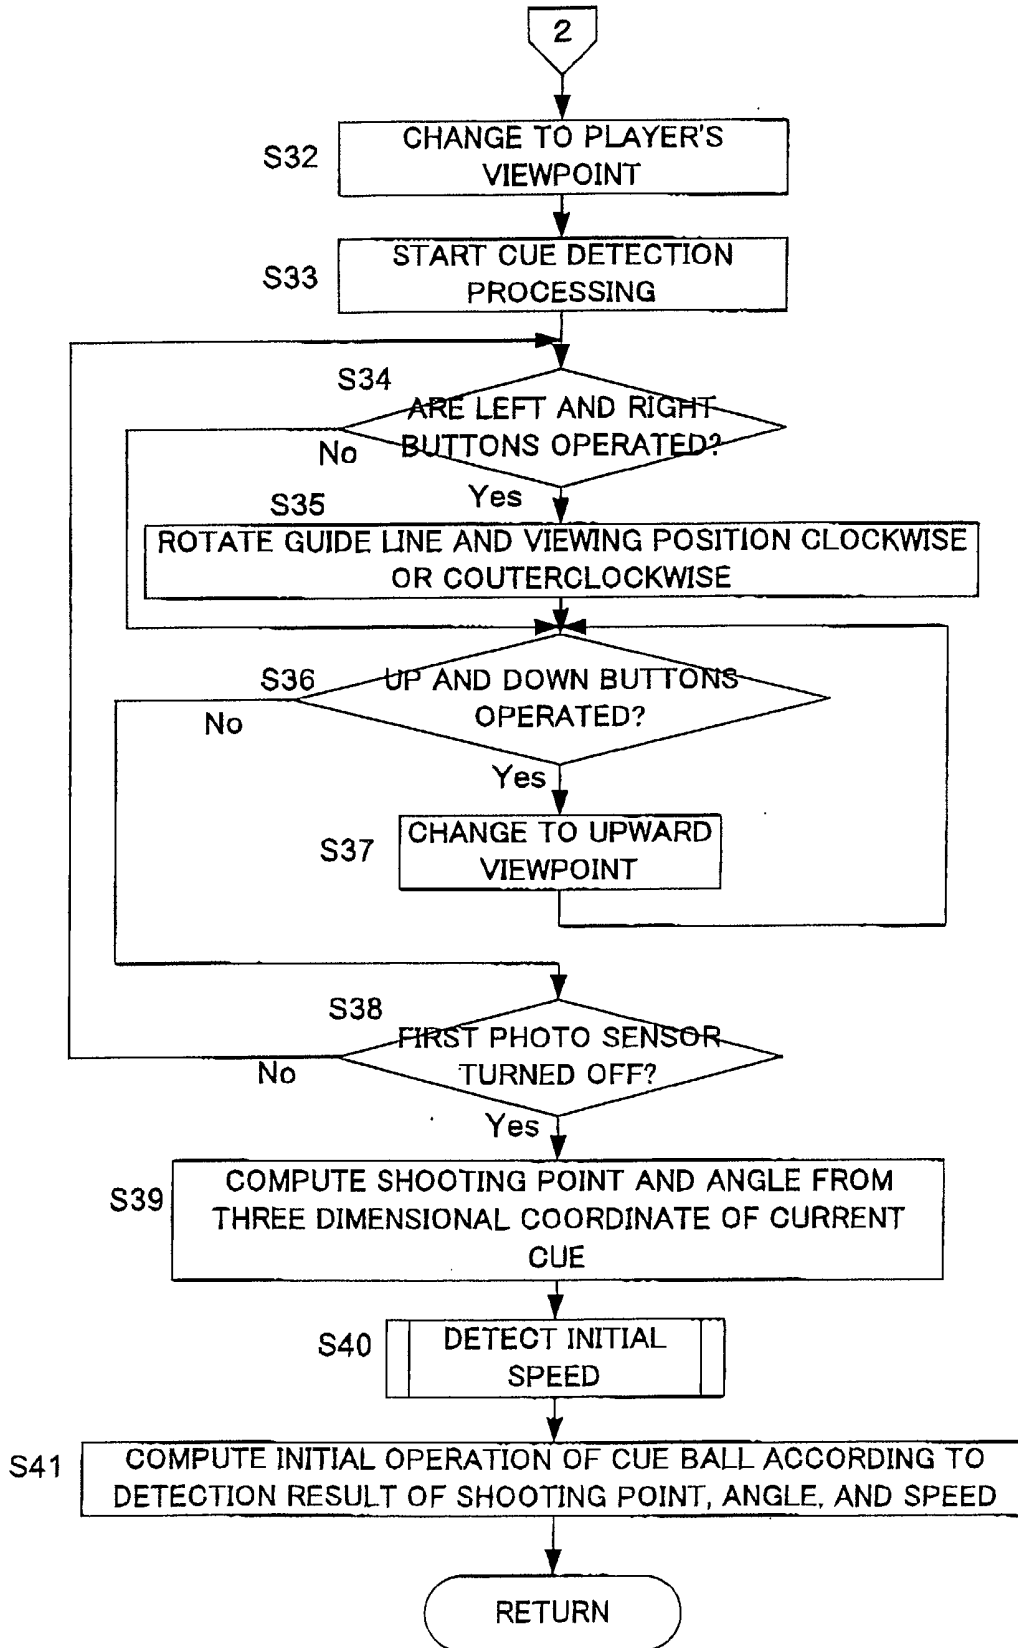 2
S32
CHANGE TO PLAYER'S
VIEWPOINT
S33
START CUE DETECTION
PROCESSING
S34
ARE LEFT AND RIGHT
BUTTONS OPERATED?
No
Yes
S35
ROTATE GUIDE LINE AND VIEWING POSITION CLOCKWISE
OR COUTERCLOCKWISE
S36
UP AND DOWN BUTTONS
OPERATED?
No
Yes
S37
CHANGE TO UPWARD
VIEWPOINT
S38
FIRST PHOTO SENSOR
TURNED OFF?
No
Yes
S39
COMPUTE SHOOTING POINT AND ANGLE FROM
THREE DIMENSIONAL COORDINATE OF CURRENT
CUE
S40
DETECT INITIAL
SPEED
S41
COMPUTE INITIAL OPERATION OF CUE BALL ACCORDING TO
DETECTION RESULT OF SHOOTING POINT, ANGLE, AND SPEED
RETURN